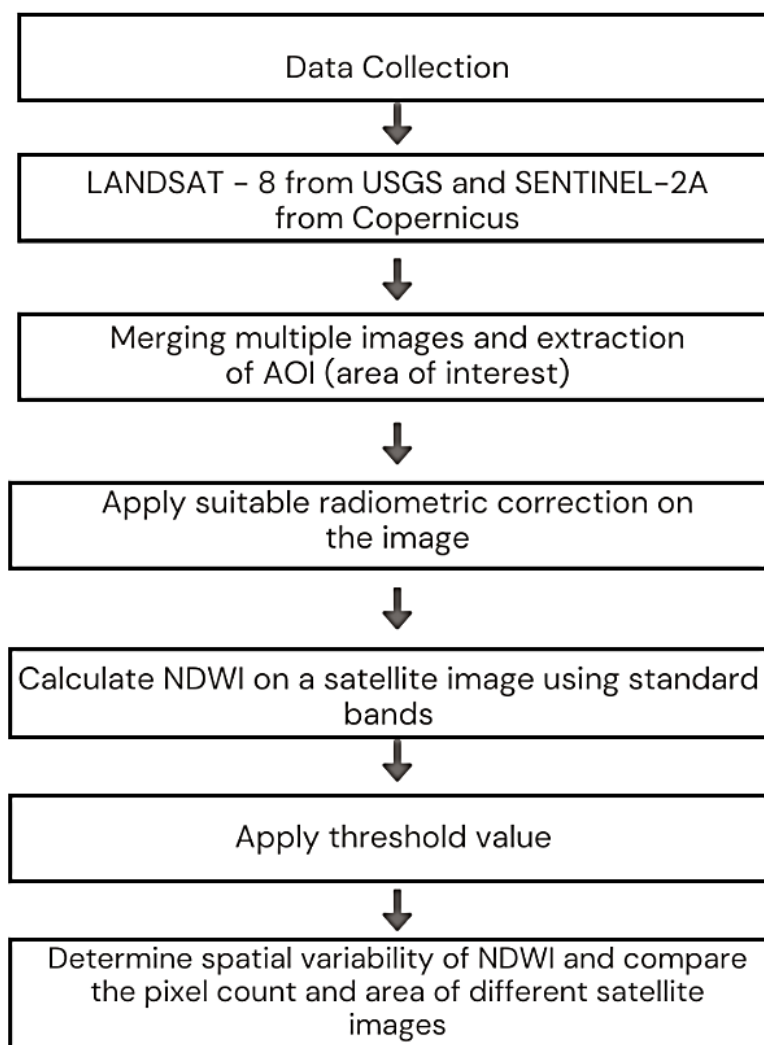 Data Collection
LANDSAT - 8 from USGS and SENTINEL-2A
from Copernicus
Merging multiple images and extraction
of AOI (area of interest)
Apply suitable radiometric correction on
the image
Calculate NDWI on a satellite image using standard
bands
Apply threshold value
Determine spatial variability of NDWI and compare
the pixel count and area of different satellite
images